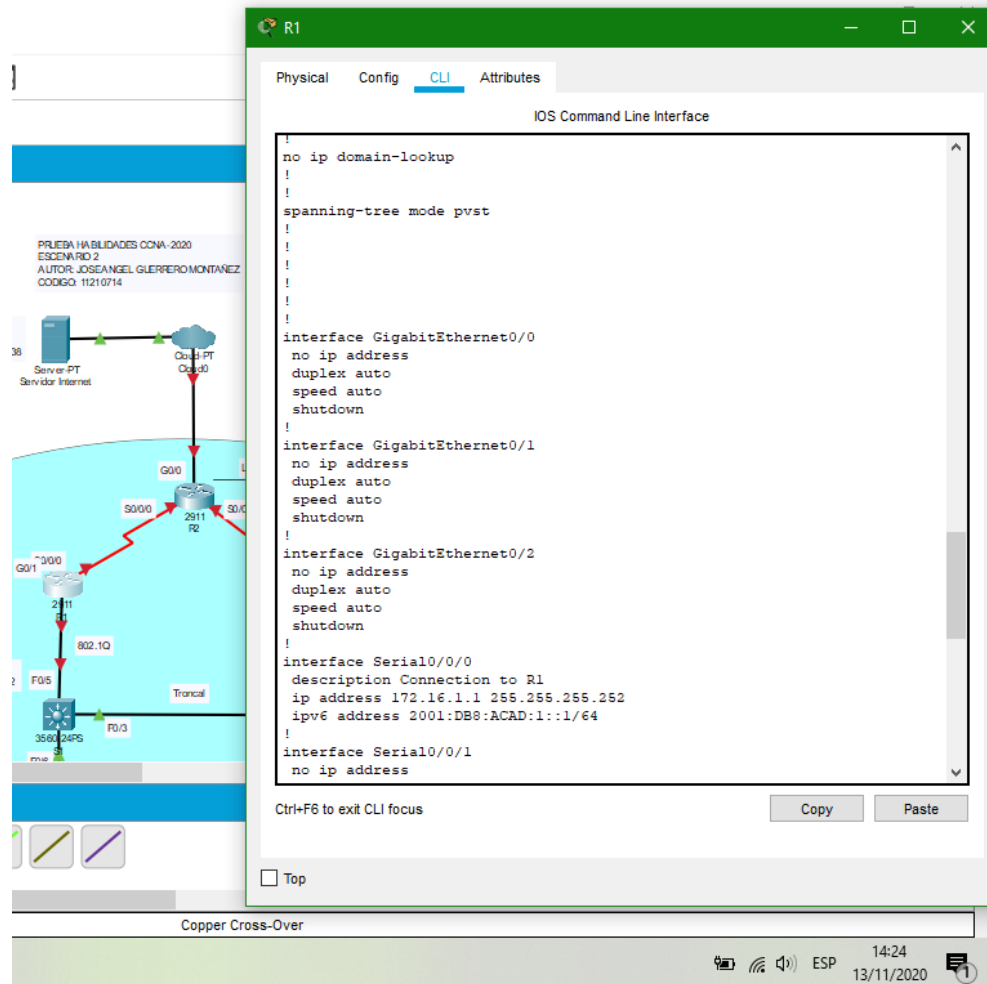 R1
Physical Config CLI Attributes
IOS Command Line Interface
!
no ip domain-lookup
!
!
spanning-tree mode pvst
!
!
!
!
!
!
interface GigabitEthernet0/0
no ip address
duplex auto
speed auto
shutdown
!
interface GigabitEthernet0/1
no ip address
duplex auto
speed auto
shutdown
!
interface GigabitEthernet0/2
no ip address
duplex auto
speed auto
shutdown
!
interface Serial0/0/0
description Connection to R1
ip address 172.16.1.1 255.255.255.252
ipv6 address 2001:DB8:ACAD:1::1/64
!
interface Serial0/0/1
no ip address
Ctrl+F6 to exit CLI focus
Copy Paste
Top
PRUEBA HABILIDADES CCNA-2020
ESCENARIO 2
AUTOR: JOSEANGEL GUERRERO MONTAÑEZ
CODIGO: 11210714
38
Server-PT
Servidor Internet
Cloud-PT
Cloud0
G0/0
L
S0/0/0
S0/0
2911
R2
G0/1
2911
R1
802.1Q
2
F0/5
Troncal
F0/3
3560-24PS
S1
Copper Cross-Over
ESP
14:24
13/11/2020
1